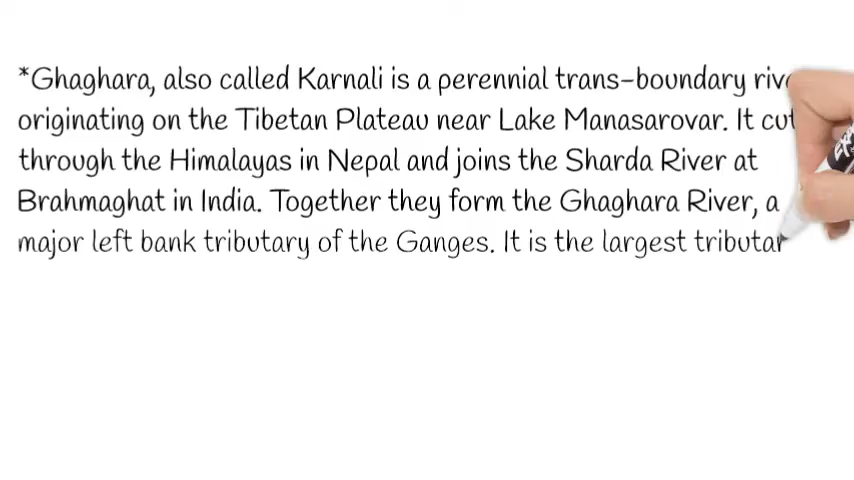 *Ghaghara, also called Karnali is a perennial trans-boundary
originating on the Tibetan Plateau near Lake Manasarovar. It cut
through the Himalayas in Nepal and joins the Sharda River at
Brahmaghat in India. Together they form the Ghaghara River, a
major left bank tributary of the Ganges. It is the largest tributar